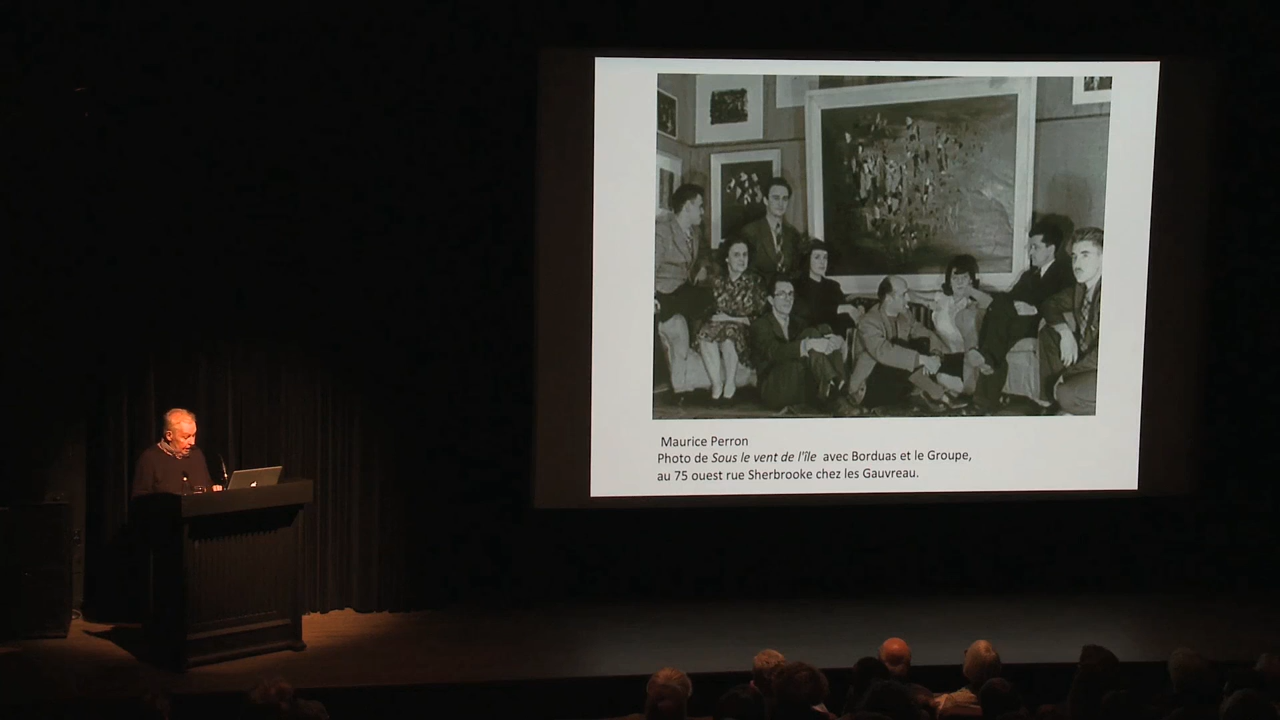 Maurice Perron
Photo de Sous le vent de l'île avec Borduas et le Groupe,
au 75 ouest rue Sherbrooke chez les Gauvreau.